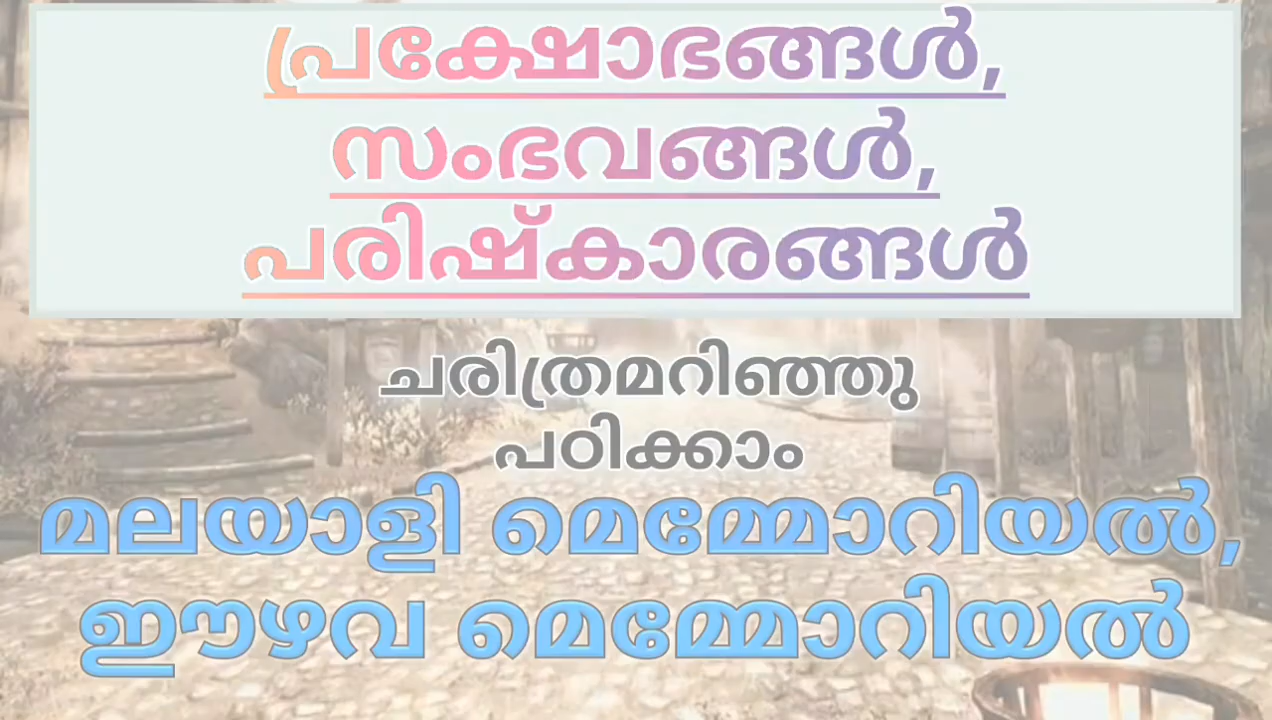 പ്രക്ഷോഭങ്ങൾ,
സംഭവങ്ങൾ,
പരിഷ്കാരങ്ങൾ
ചരിത്രമറിഞ്ഞു
പഠിക്കാം
മലയാളി മെമ്മോറിയൽ,
ഈഴവ മെമ്മോറിയൽ